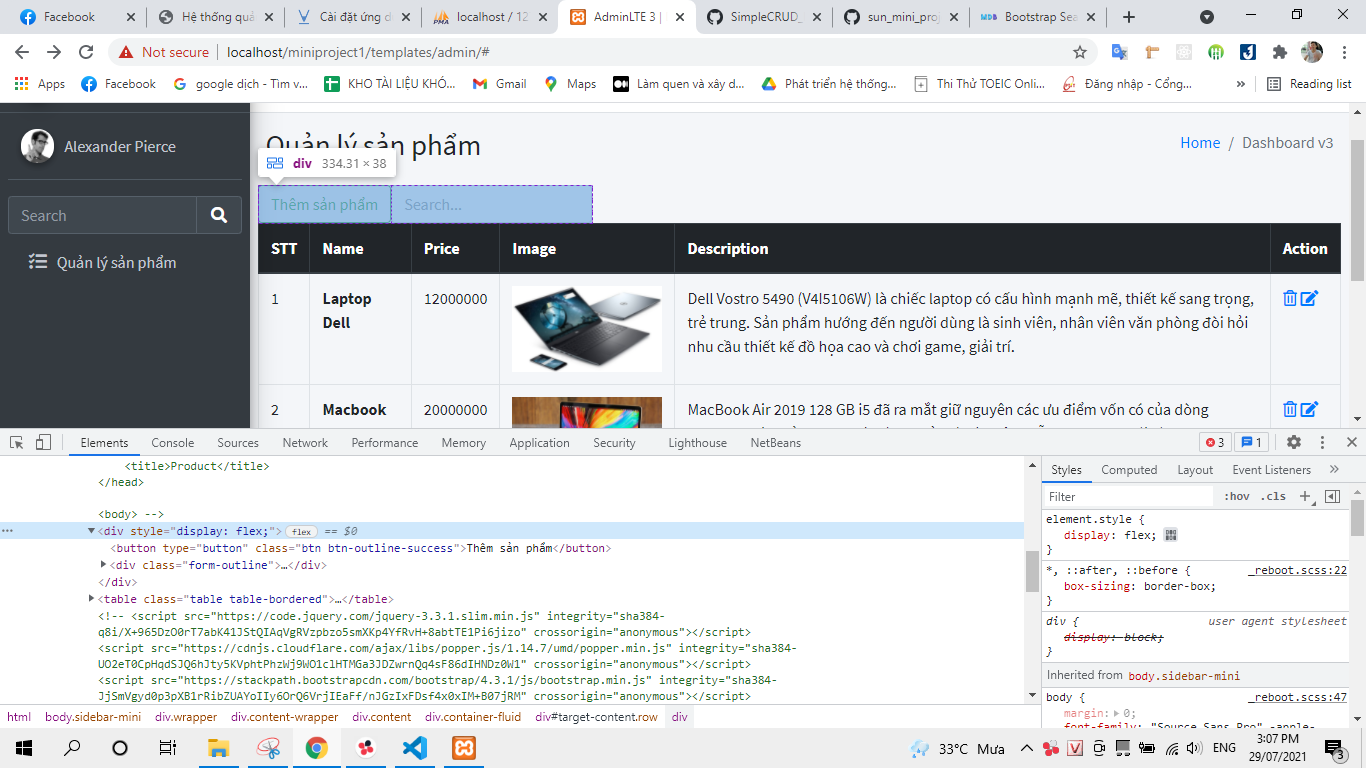 Facebook
Hệ thống quả
Cài đặt ứng d
localhost / 12
AdminLTE 3 |
SimpleCRUD_
sun_mini_proj
Bootstrap Sea
Not secure | localhost/miniproject1/templates/admin/#
Apps
Facebook
google dịch - Tìm v...
KHO TÀI LIỆU KHÓ...
Gmail
Maps
Làm quen và xây d...
Phát triển hệ thống...
Thi Thử TOEIC Onli...
Đăng nhập - Cổng...
»
Reading list
Alexander Pierce
Search
Quản lý sản phẩm
Quản lý sản phẩm
Home / Dashboard v3
div 334.31 × 38
Thêm sản phẩm
Search...
STT Name Price Image Description Action
1 Laptop Dell 12000000
Dell Vostro 5490 (V4I5106W) là chiếc laptop có cấu hình mạnh mẽ, thiết kế sang trọng,
trẻ trung. Sản phẩm hướng đến người dùng là sinh viên, nhân viên văn phòng đòi hỏi
nhu cầu thiết kế đồ họa cao và chơi game, giải trí.
2 Macbook 20000000
MacBook Air 2019 128 GB i5 đã ra mắt giữ nguyên các ưu điểm vốn có của dòng
Elements Console Sources Network Performance Memory Application Security Lighthouse NetBeans
3
1
<title>Product</title>
</head>
<body> -->
<div style="display: flex;"> flex == $0
<button type="button" class="btn btn-outline-success">Thêm sản phẩm</button>
<div class="form-outline">…</div>
</div>
<table class="table table-bordered">…</table>
<!-- <script src="https://code.jquery.com/jquery-3.3.1.slim.min.js" integrity="sha384-
q8i/X+965DzO0rT7abK41JStQIAqVgRVzpbzo5smXKp4YfRvH+8abtTE1Pi6jizo" crossorigin="anonymous"></script>
<script src="https://cdnjs.cloudflare.com/ajax/libs/popper.js/1.14.7/umd/popper.min.js" integrity="sha384-
UO2eT0CpHqdSJQ6hJty5KVphtPhzWj9WO1clHTMGa3JDZwrnQq4sF86dIHNDz0W1" crossorigin="anonymous"></script>
<script src="https://stackpath.bootstrapcdn.com/bootstrap/4.3.1/js/bootstrap.min.js" integrity="sha384-
JjSmVgyd0p3pXB1rRibZUAYoIIy6OrQ6VrjIEaFf/nJGzIxFDsf4x0xIM+B07jRM" crossorigin="anonymous"></script>
html body.sidebar-mini div.wrapper div.content-wrapper div.content div.container-fluid div#target-content.row div
Styles Computed Layout Event Listeners »
Filter
:hov .cls +
element.style {
display: flex;
}
*, ::after, ::before { _reboot.scss:22
box-sizing: border-box;
}
div { user agent stylesheet
display: block;
}
Inherited from body.sidebar-mini
body { _reboot.scss:47
margin: 0;
font-family: "Source Sans Pro",-apple-
33°C Mưa
ENG
3:07 PM
29/07/2021
3